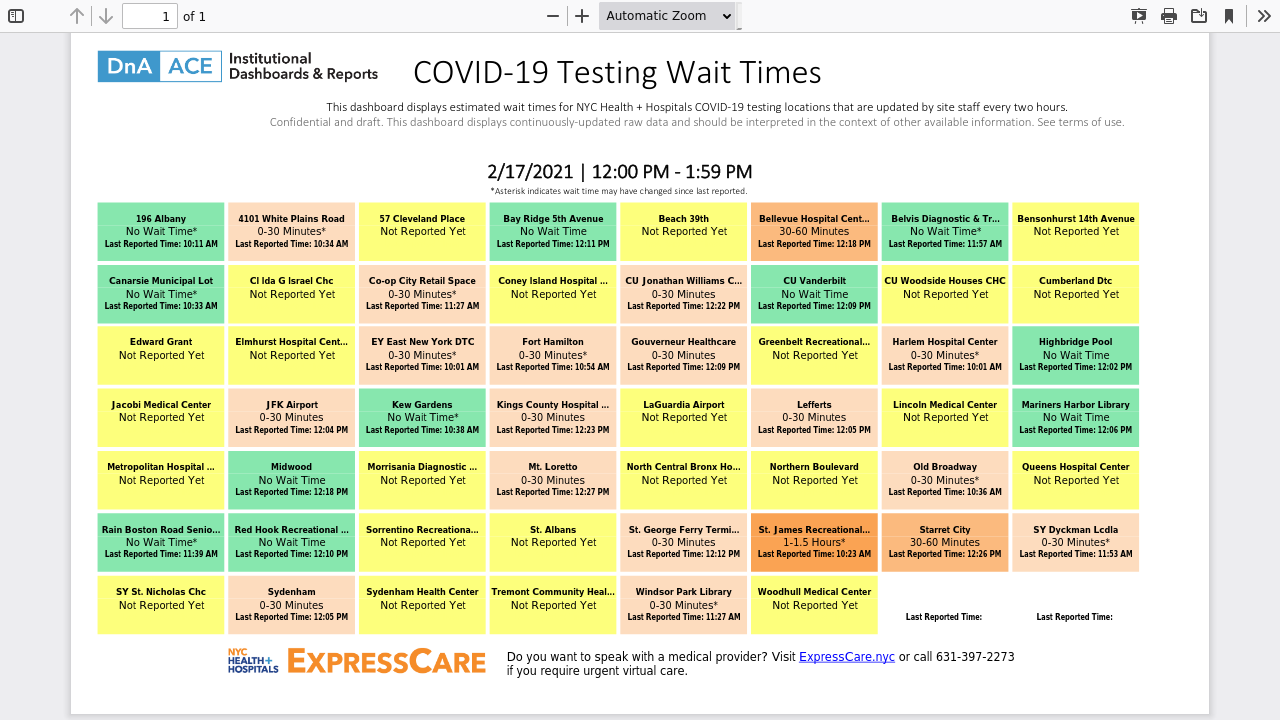 1 of 1 Automatic Zoom
DnA ACE Institutional
Dashboards & Reports
COVID-19 Testing Wait Times
This dashboard displays estimated wait times for NYC Health + Hospitals COVID-19 testing locations that are updated by site staff every two hours.
Confidential and draft. This dashboard displays continuously-updated raw data and should be interpreted in the context of other available information. See terms of use.
2/17/2021 | 12:00 PM - 1:59 PM
*Asterisk indicates wait time may have changed since last reported.
196 Albany
No Wait Time*
Last Reported Time: 10:11 AM
4101 White Plains Road
0-30 Minutes*
Last Reported Time: 10:34 AM
57 Cleveland Place
Not Reported Yet
Bay Ridge 5th Avenue
No Wait Time
Last Reported Time: 12:11 PM
Beach 39th
Not Reported Yet
Bellevue Hospital Cent...
30-60 Minutes
Last Reported Time: 12:18 PM
Belvis Diagnostic & Tr...
No Wait Time*
Last Reported Time: 11:57 AM
Bensonhurst 14th Avenue
Not Reported Yet
Canarsie Municipal Lot
No Wait Time*
Last Reported Time: 10:33 AM
Cl Ida G Israel Chc
Not Reported Yet
Co-op City Retail Space
0-30 Minutes*
Last Reported Time: 11:27 AM
Coney Island Hospital ...
Not Reported Yet
CU Jonathan Williams C...
0-30 Minutes
Last Reported Time: 12:22 PM
CU Vanderbilt
No Wait Time
Last Reported Time: 12:09 PM
CU Woodside Houses CHC
Not Reported Yet
Cumberland Dtc
Not Reported Yet
Edward Grant
Not Reported Yet
Elmhurst Hospital Cent...
Not Reported Yet
EY East New York DTC
0-30 Minutes*
Last Reported Time: 10:01 AM
Fort Hamilton
0-30 Minutes*
Last Reported Time: 10:54 AM
Gouverneur Healthcare
0-30 Minutes
Last Reported Time: 12:09 PM
Greenbelt Recreational...
Not Reported Yet
Harlem Hospital Center
0-30 Minutes*
Last Reported Time: 10:01 AM
Highbridge Pool
No Wait Time
Last Reported Time: 12:02 PM
Jacobi Medical Center
Not Reported Yet
JFK Airport
0-30 Minutes
Last Reported Time: 12:04 PM
Kew Gardens
No Wait Time*
Last Reported Time: 10:38 AM
Kings County Hospital ...
0-30 Minutes
Last Reported Time: 12:23 PM
LaGuardia Airport
Not Reported Yet
Lefferts
0-30 Minutes
Last Reported Time: 12:05 PM
Lincoln Medical Center
Not Reported Yet
Mariners Harbor Library
No Wait Time
Last Reported Time: 12:06 PM
Metropolitan Hospital ...
Not Reported Yet
Midwood
No Wait Time
Last Reported Time: 12:18 PM
Morrisania Diagnostic ...
Not Reported Yet
Mt. Loretto
0-30 Minutes
Last Reported Time: 12:27 PM
North Central Bronx Ho...
Not Reported Yet
Northern Boulevard
Not Reported Yet
Old Broadway
0-30 Minutes*
Last Reported Time: 10:36 AM
Queens Hospital Center
Not Reported Yet
Rain Boston Road Senio...
No Wait Time*
Last Reported Time: 11:39 AM
Red Hook Recreational ...
No Wait Time
Last Reported Time: 12:10 PM
Sorrentino Recreationa...
Not Reported Yet
St. Albans
Not Reported Yet
St. George Ferry Termi...
0-30 Minutes
Last Reported Time: 12:12 PM
St. James Recreational...
1-1.5 Hours*
Last Reported Time: 10:23 AM
Starret City
30-60 Minutes
Last Reported Time: 12:26 PM
SY Dyckman Lcdla
0-30 Minutes*
Last Reported Time: 11:53 AM
SY St. Nicholas Chc
Not Reported Yet
Sydenham
0-30 Minutes
Last Reported Time: 12:05 PM
Sydenham Health Center
Not Reported Yet
Tremont Community Heal...
Not Reported Yet
Windsor Park Library
0-30 Minutes*
Last Reported Time: 11:27 AM
Woodhull Medical Center
Not Reported Yet
Last Reported Time:
Last Reported Time:
NYC
HEALTH+
HOSPITALS
EXPRESSCARE
Do you want to speak with a medical provider? Visit ExpressCare.nyc or call 631-397-2273
if you require urgent virtual care.